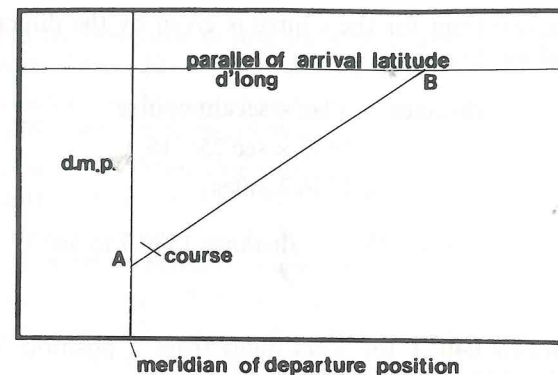 parallel of arrival latitude
d'long
B
d.m.p.
A
course
meridian of departure position